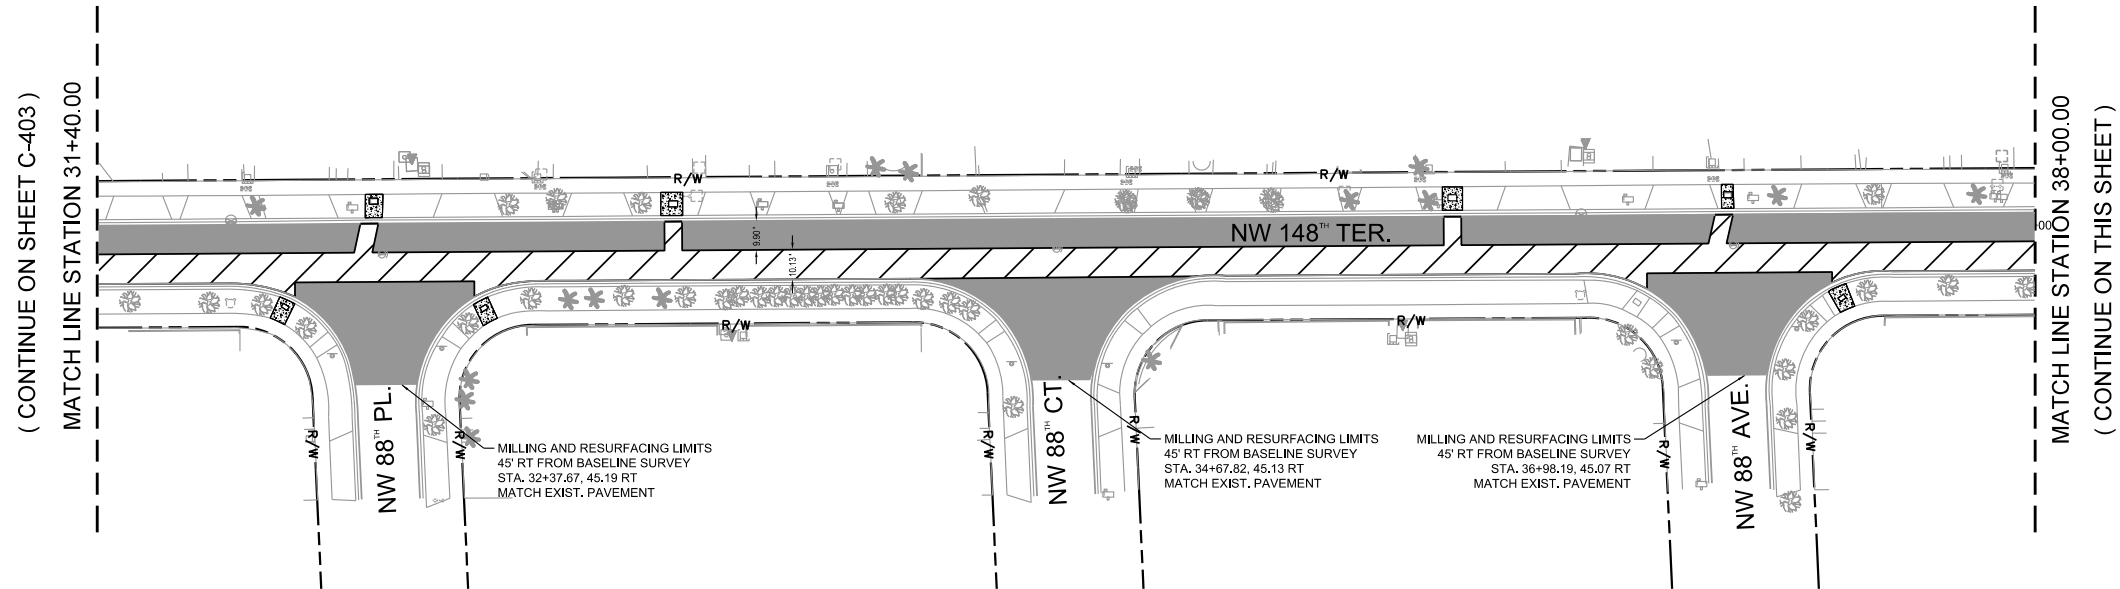 ( CONTINUE ON SHEET C-403 )
MATCH LINE STATION 31+40.00
R/W
R/W
NW 148TH TER.
9.90'
10.13'
00
R/W
R/W
R/W
R/W
R/W
R/W
R/W
R/W
NW 88TH PL.
MILLING AND RESURFACING LIMITS
45' RT FROM BASELINE SURVEY
STA. 32+37.67, 45.19 RT
MATCH EXIST. PAVEMENT
NW 88TH CT.
MILLING AND RESURFACING LIMITS
45' RT FROM BASELINE SURVEY
STA. 34+67.82, 45.13 RT
MATCH EXIST. PAVEMENT
MILLING AND RESURFACING LIMITS
45' RT FROM BASELINE SURVEY
STA. 36+98.19, 45.07 RT
MATCH EXIST. PAVEMENT
NW 88TH AVE.
MATCH LINE STATION 38+00.00
( CONTINUE ON THIS SHEET )